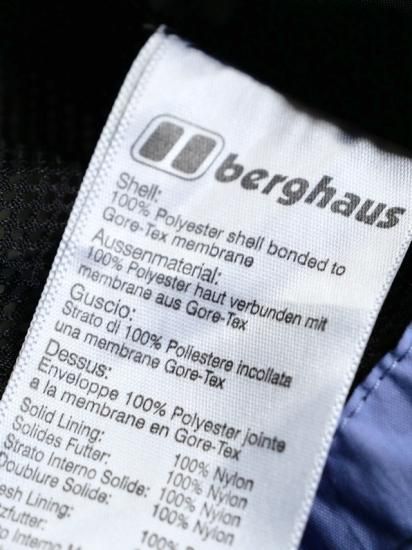 berghaus
Shell:
100% Polyester shell bonded to
Gore-Tex membrane
Aussenmaterial:
100% Polyester haut verbunden mit
membrane aus Gore-Tex
Guscio:
Strato di 100% Poliestere incollata
una membrane Gore-Tex
Dessus:
Enveloppe 100% Polyester jointe
a la membrane en Gore-Tex
Solid Lining: 100% Nylon
Solides Futter: 100% Nylon
Strato Interno Solide: 100% Nylon
Doublure Solide: 100% Nylon
Lining: